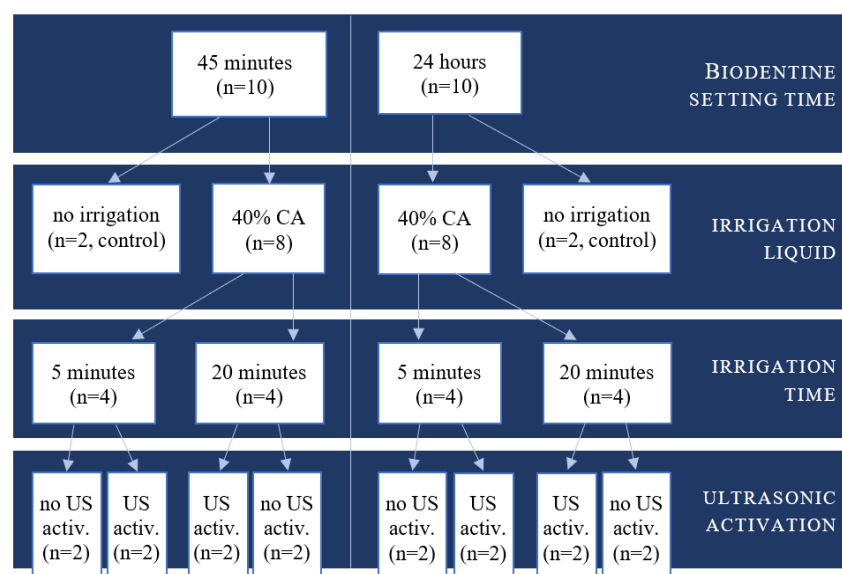 45 minutes
(n=10)
24 hours
(n=10)
BIODENTINE
SETTING TIME
no irrigation
(n=2, control)
40% CA
(n=8)
40% CA
(n=8)
no irrigation
(n=2, control)
IRRIGATION
LIQUID
5 minutes
(n=4)
20 minutes
(n=4)
5 minutes
(n=4)
20 minutes
(n=4)
IRRIGATION
TIME
no US
activ.
(n=2)
US
activ.
(n=2)
US
activ.
(n=2)
no US
activ.
(n=2)
no US
activ.
(n=2)
US
activ.
(n=2)
US
activ.
(n=2)
no US
activ.
(n=2)
ULTRASONIC
ACTIVATION